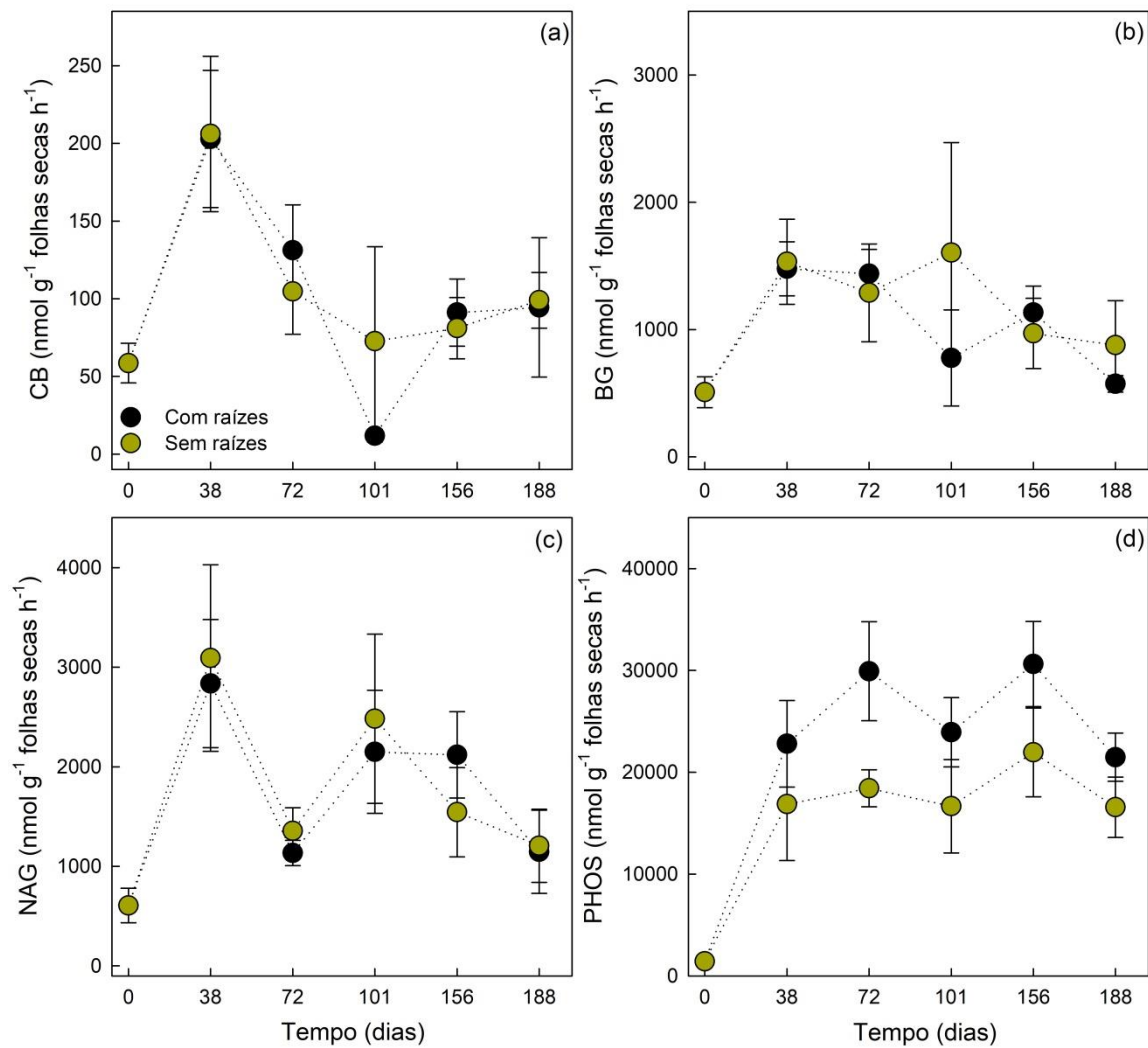 (a)
CB (nmol g⁻¹ folhas secas h⁻¹)
250
200
150
100
50
0
Com raízes
Sem raízes
0 38 72 101 156 188
(b)
BG (nmol g⁻¹ folhas secas h⁻¹)
3000
2000
1000
0
0 38 72 101 156 188
(c)
NAG (nmol g⁻¹ folhas secas h⁻¹)
4000
3000
2000
1000
0
0 38 72 101 156 188
Tempo (dias)
(d)
PHOS (nmol g⁻¹ folhas secas h⁻¹)
40000
30000
20000
10000
0
0 38 72 101 156 188
Tempo (dias)